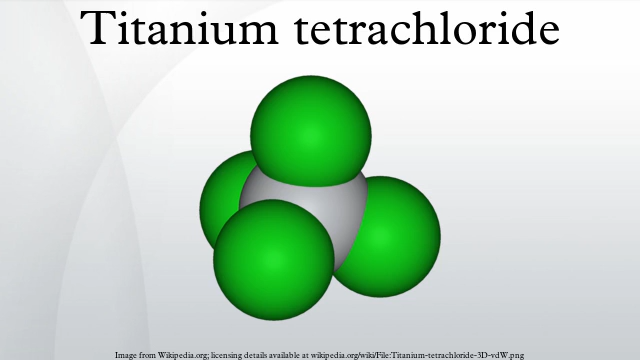 Titanium tetrachloride
Image from Wikipedia.org; licensing details available at wikipedia.org/wiki/File:Titanium-tetrachloride-3D-vdW.png